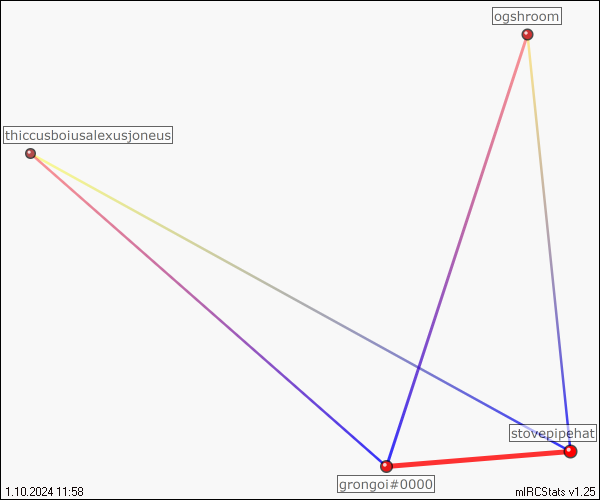 ogshroom
thiccusboiusalexusjoneus
stovepipehat
grongoi#0000
1.10.2024 11:58
mIRCStats v1.25